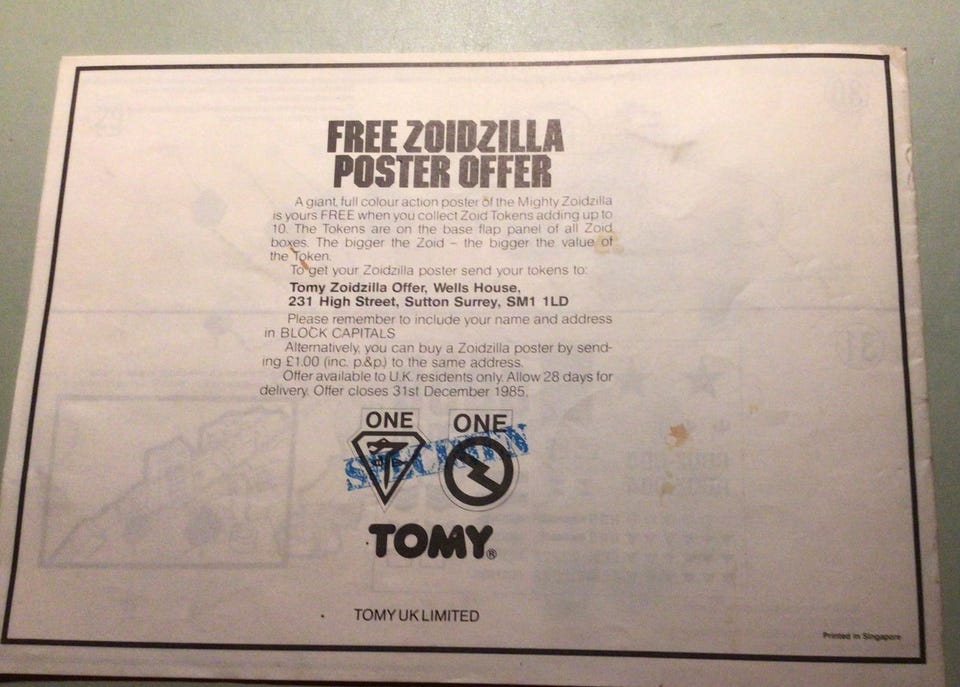 FREE ZOIDZILLA
POSTER OFFER
A giant, full colour action poster of the Mighty Zoidzilla
is yours FREE when you collect Zoid Tokens adding up to
10. The Tokens are on the base flap panel of all Zoid
boxes. The bigger the Zoid – the bigger the value of
the Token.
To get your Zoidzilla poster send your tokens to:
Tomy Zoidzilla Offer, Wells House,
231 High Street, Sutton Surrey, SM1 1LD
Please remember to include your name and address
in BLOCK CAPITALS
Alternatively, you can buy a Zoidzilla poster by send-
ing £1.00 (inc. p.&p.) to the same address.
Offer available to U.K. residents only. Allow 28 days for
delivery. Offer closes 31st December 1985.
ONE ONE
SPECIMEN
TOMY®
TOMY UK LIMITED
Printed in Singapore